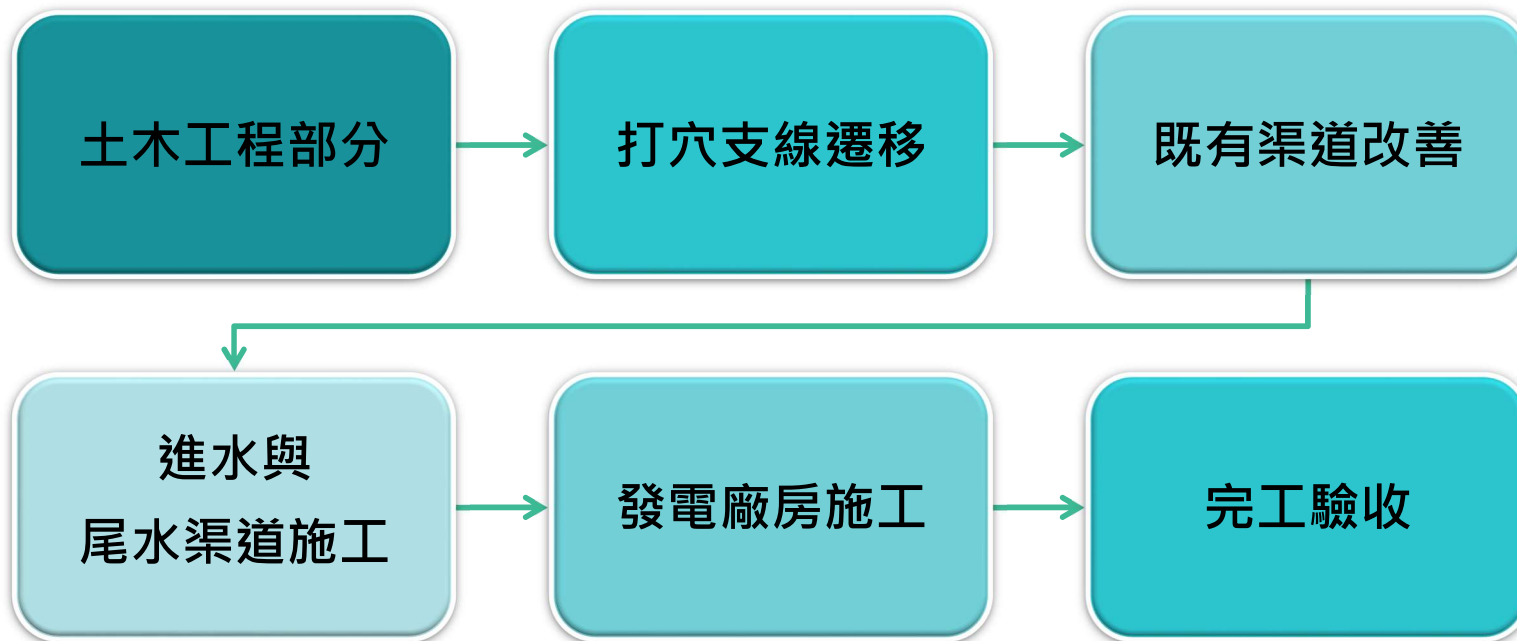 土木工程部分
打穴支線遷移
既有渠道改善
進水與
尾水渠道施工
發電廠房施工
完工驗收